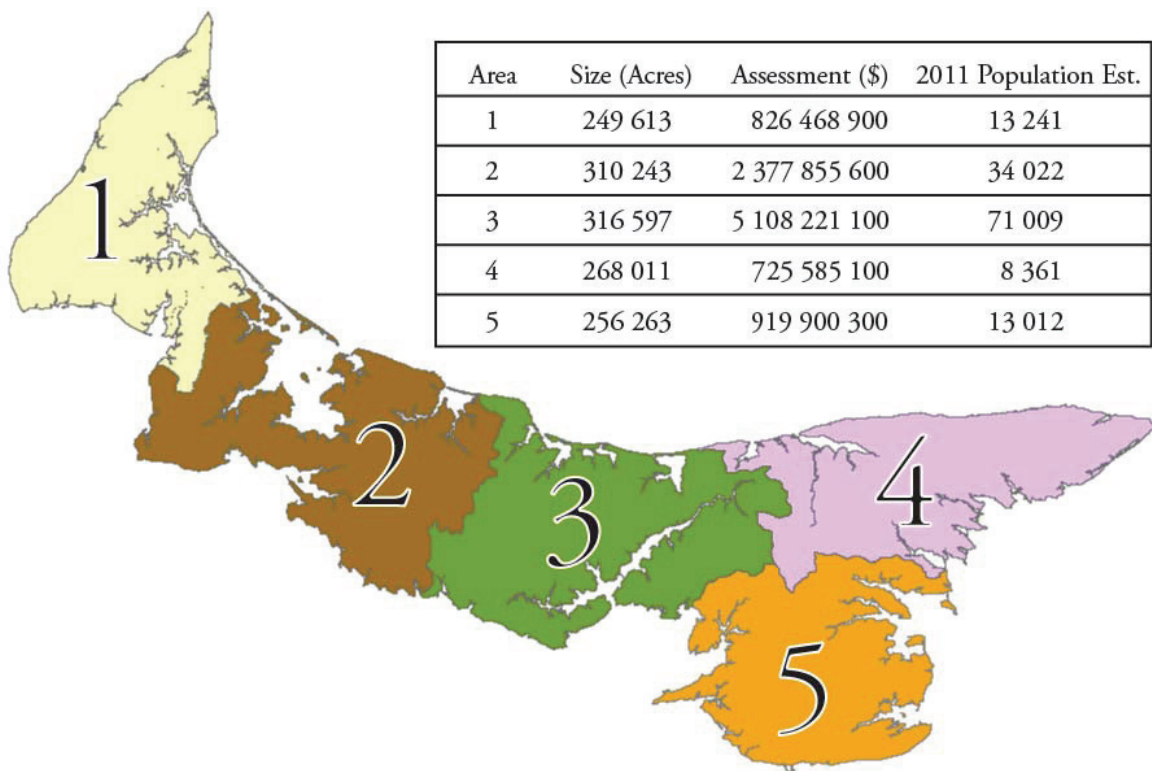 Area Size (Acres) Assessment ($) 2011 Population Est.
1 249 613 826 468 900 13 241
2 310 243 2 377 855 600 34 022
3 316 597 5 108 221 100 71 009
4 268 011 725 585 100 8 361
5 256 263 919 900 300 13 012
1
2
3
4
5